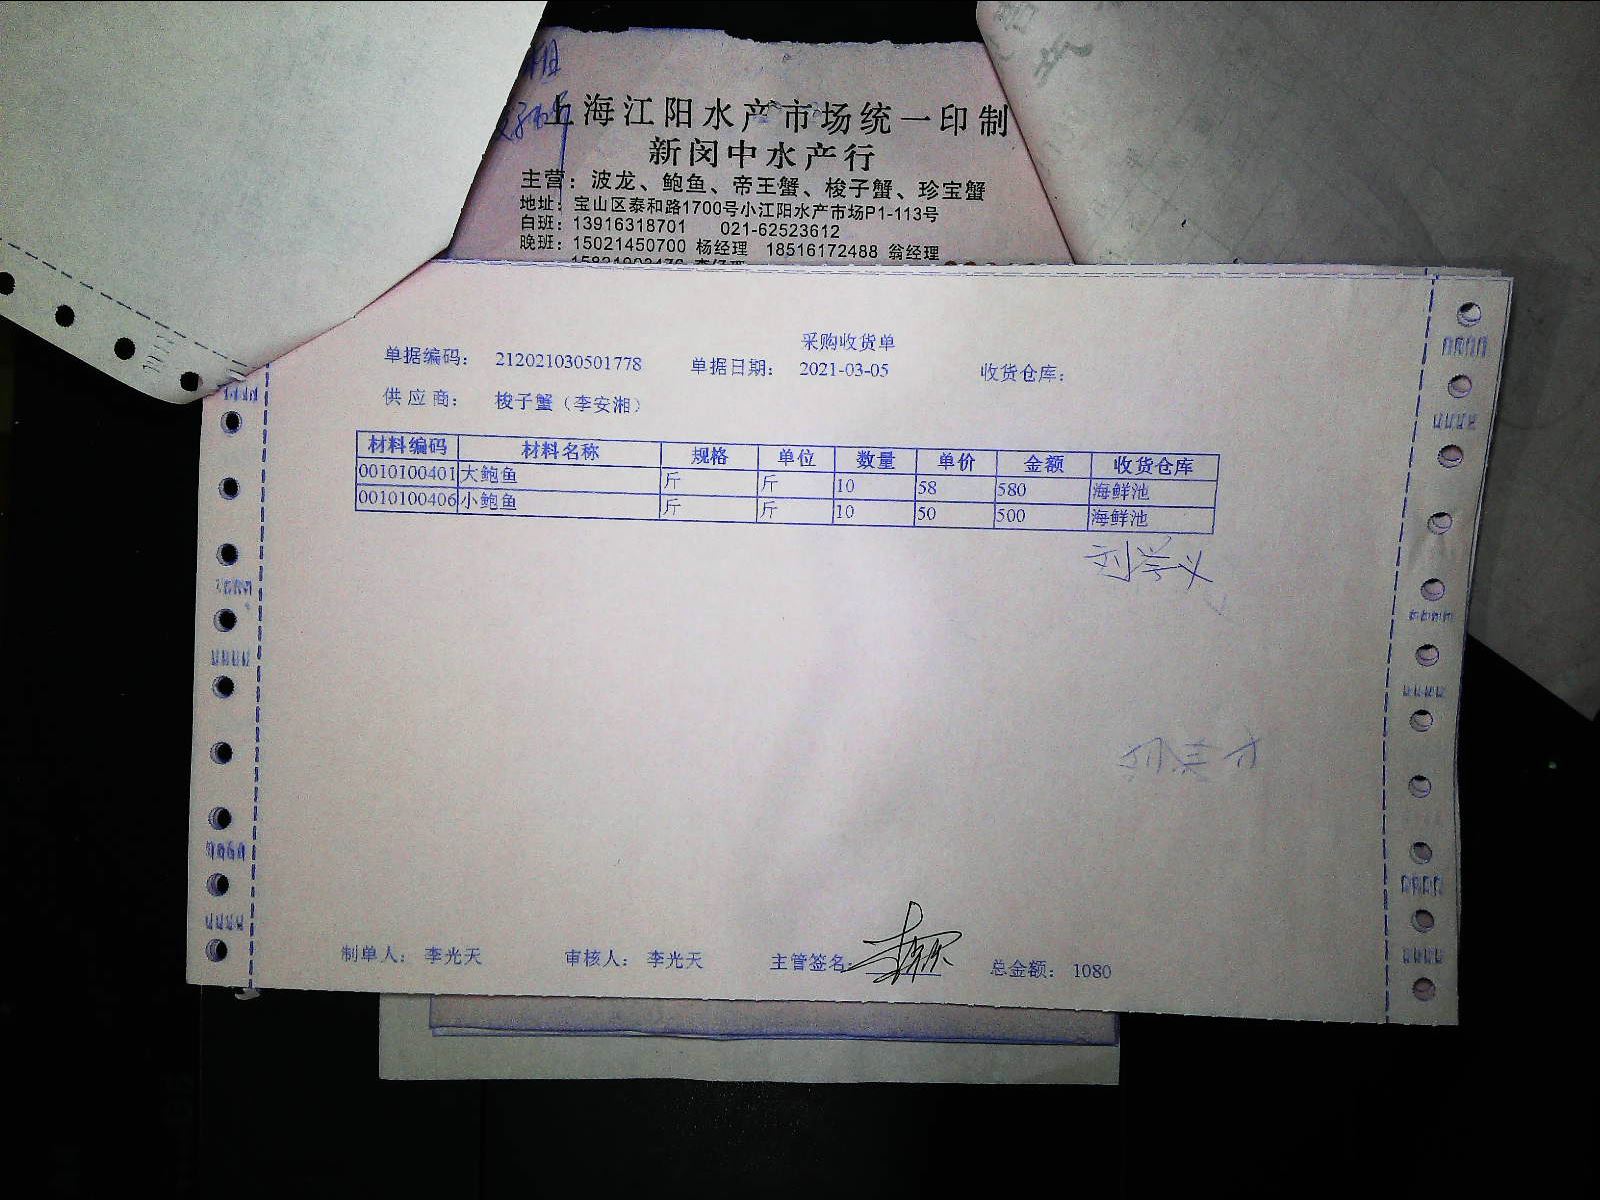 上海江阳水产市场统一印制
新闵中水产行
主营：波龙、鲍鱼、帝王蟹、梭子蟹、珍宝蟹
地址：宝山区泰和路1700号小江阳水产市场P1-113号
白班：13916318701 021-62523612
晚班：15021450700 杨经理 18516172488 翁经理
采购收货单
单据编码： 212021030501778 单据日期： 2021-03-05 收货仓库：
供应商： 梭子蟹（李安湘）
材料编码 材料名称 规格 单位 数量 单价 金额 收货仓库
0010100401 大鲍鱼 斤 斤 10 58 580 海鲜池
0010100406 小鲍鱼 斤 斤 10 50 500 海鲜池
刘学义
制单人： 李光天 审核人： 李光天 主管签名： 总金额： 1080